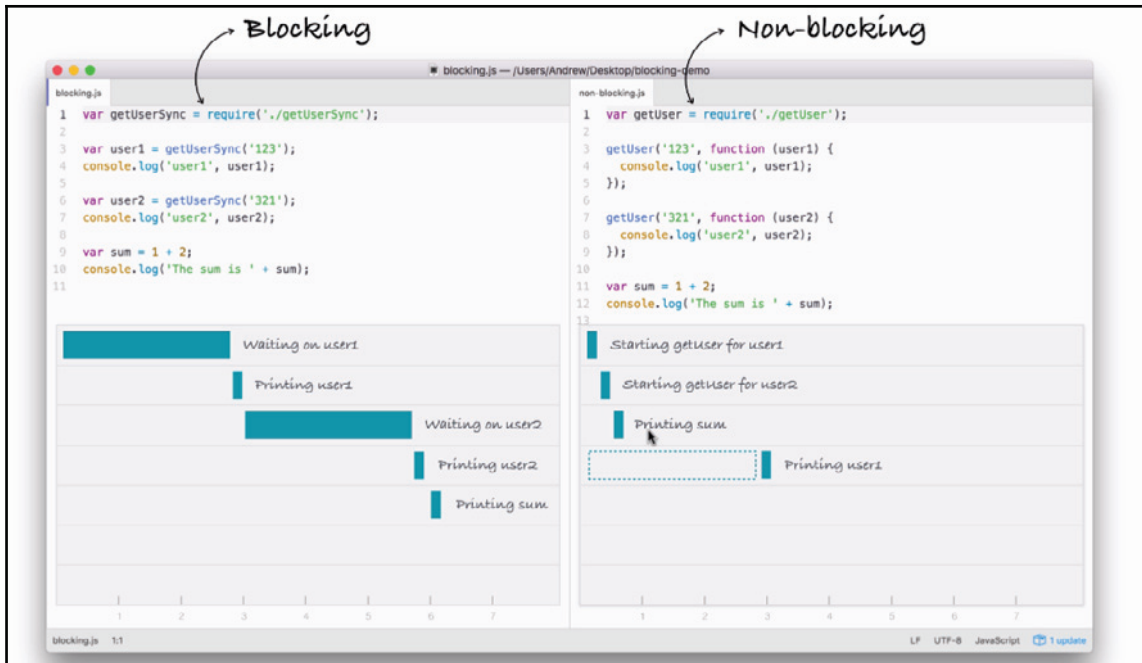 Blocking
Non-blocking
blocking.js — /Users/Andrew/Desktop/blocking-demo
blocking.js
1 var getUserSync = require('./getUserSync');
2
3 var user1 = getUserSync('123');
4 console.log('user1', user1);
5
6 var user2 = getUserSync('321');
7 console.log('user2', user2);
8
9 var sum = 1 + 2;
10 console.log('The sum is ' + sum);
11
Waiting on user1
Printing user1
Waiting on user2
Printing user2
Printing sum
1 2 3 4 5 6 7
non-blocking.js
1 var getUser = require('./getUser');
2
3 getUser('123', function (user1) {
4 console.log('user1', user1);
5 });
6
7 getUser('321', function (user2) {
8 console.log('user2', user2);
9 });
10
11 var sum = 1 + 2;
12 console.log('The sum is ' + sum);
13
Starting getUser for user1
Starting getUser for user2
Printing sum
Printing user1
1 2 3 4 5 6 7
blocking.js 1:1
LF UTF-8 JavaScript 1 update